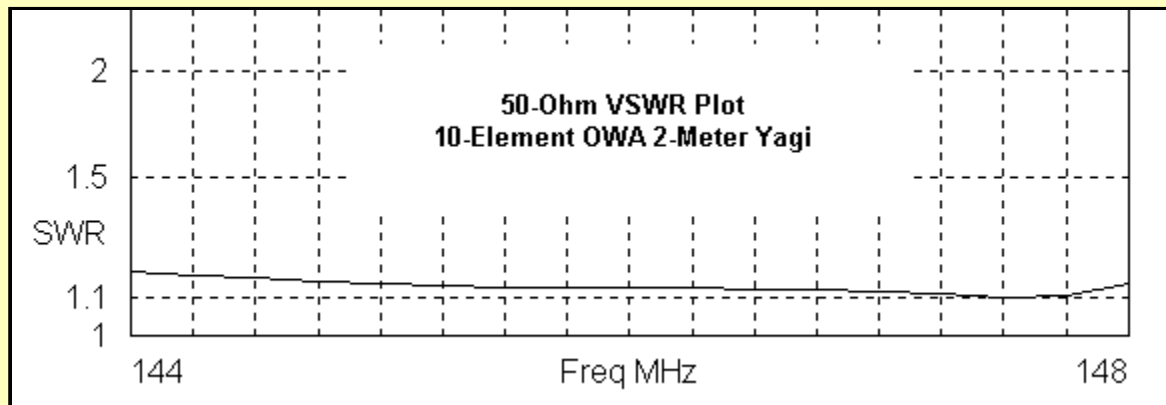 2
50-Ohm VSWR Plot
10-Element OWA 2-Meter Yagi
1.5
SWR
1.1
1
144 Freq MHz 148